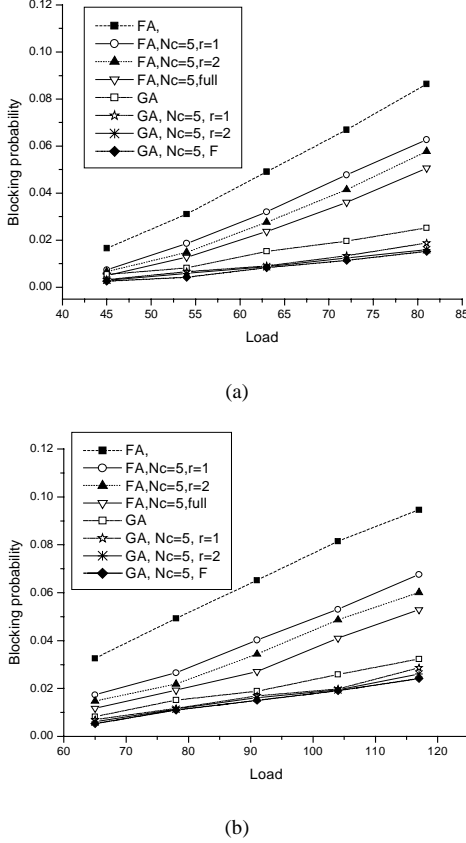 0.12
0.10
0.08
0.06
0.04
0.02
0.00
Blocking probability
FA,
FA,Nc=5,r=1
FA,Nc=5,r=2
FA,Nc=5,full
GA
GA, Nc=5, r=1
GA, Nc=5, r=2
GA, Nc=5, F
40 45 50 55 60 65 70 75 80 85
Load
(a)
0.12
0.10
0.08
0.06
0.04
0.02
0.00
Blocking probability
FA,
FA,Nc=5,r=1
FA,Nc=5,r=2
FA,Nc=5,full
GA
GA, Nc=5, r=1
GA, Nc=5, r=2
GA, Nc=5, F
60 70 80 90 100 110 120
Load
(b)